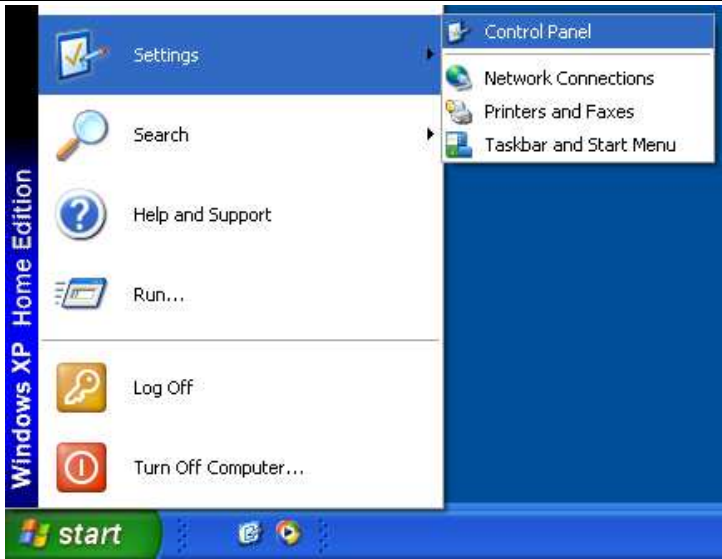 Settings
Control Panel
Network Connections
Printers and Faxes
Taskbar and Start Menu
Search
Help and Support
Run...
Log Off
Turn Off Computer...
Windows XP Home Edition
start